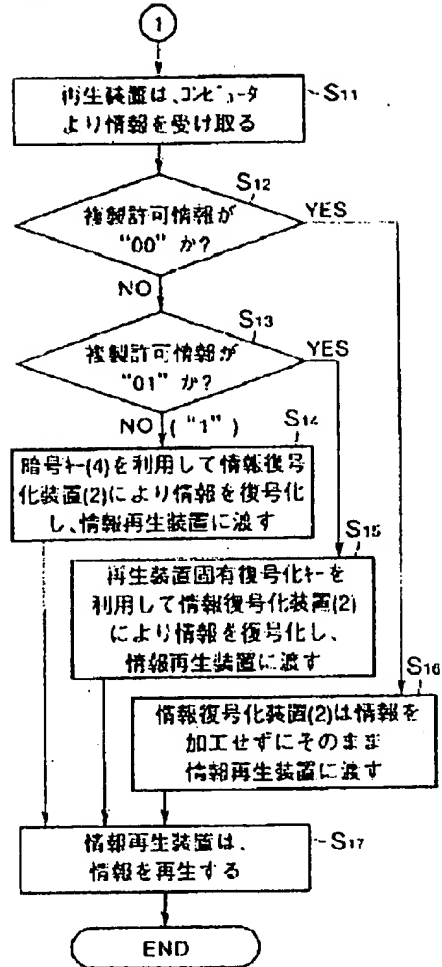 1
再生装置は、コンピュータ
より情報を受け取る
S11
S12
複製許可情報が
“00” か？
YES
NO
S13
複製許可情報が
“01” か？
YES
NO ( “1” )
S14
暗号キー(4)を利用して情報復号
化装置(2)により情報を復号化
し、情報再生装置に渡す
S15
再生装置固有復号化キーを
利用して情報復号化装置(2)
により情報を復号化し、
情報再生装置に渡す
S16
情報復号化装置(2)は情報を
加工せずにそのまま
情報再生装置に渡す
情報再生装置は、
情報を再生する
S17
END